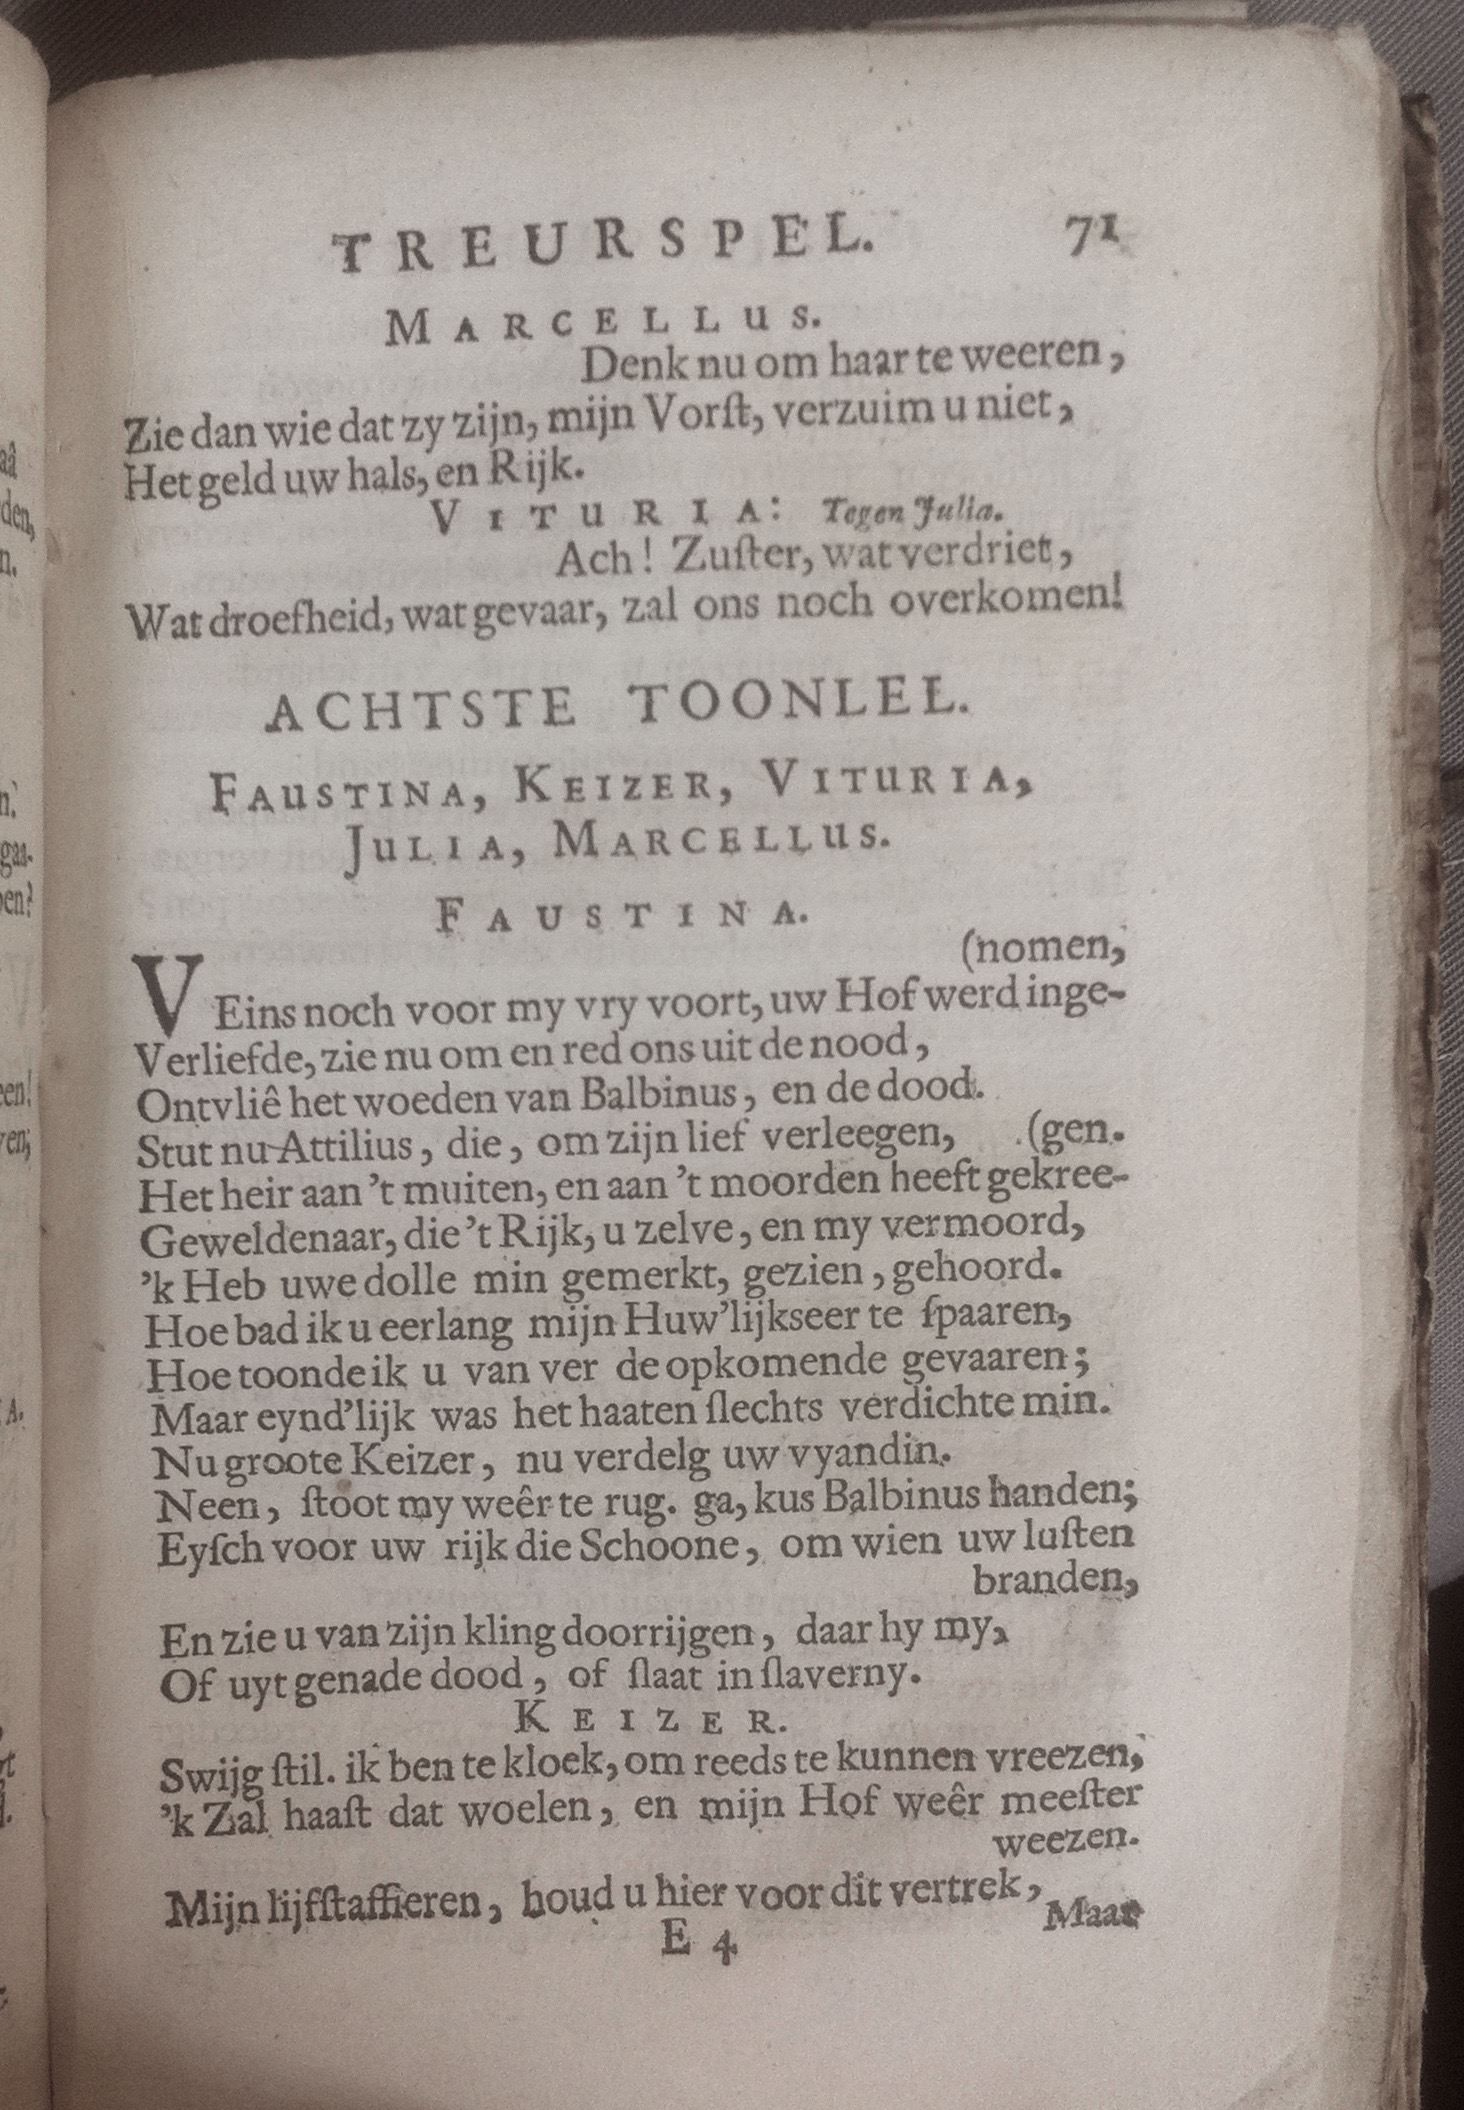 TREURSPEL. 71
MARCELLUS.
Denk nu om haar te weeren,
Zie dan wie dat zy zijn, mijn Vorſt, verzuim u niet,
Het geld uw hals, en Rijk.
VITURIA: Tegen Julia.
Ach! Zuſter, wat verdriet,
Wat droefheid, wat gevaar, zal ons noch overkomen!
ACHTSTE TOONLEL.
FAUSTINA, KEIZER, VITURIA,
JULIA, MARCELLUS.
FAUSTINA.
(nomen,
VEins noch voor my vry voort, uw Hof werd inge-
Verliefde, zie nu om en red ons uit de nood,
Ontvliê het woeden van Balbinus, en de dood.
Stut nu Attilius, die, om zijn lief verleegen, (gen.
Het heir aan 't muiten, en aan 't moorden heeft gekree-
Geweldenaar, die 't Rijk, u zelve, en my vermoord,
'k Heb uwe dolle min gemerkt, gezien, gehoord.
Hoe bad ik u eerlang mijn Huw'lijkseer te ſpaaren,
Hoe toonde ik u van ver de opkomende gevaaren;
Maar eynd'lijk was het haaten ſlechts verdichte min.
Nu groote Keizer, nu verdelg uw vyandin.
Neen, ſtoot my weêr te rug. ga, kus Balbinus handen;
Eyſch voor uw rijk die Schoone, om wien uw luſten
branden,
En zie u van zijn kling doorrijgen, daar hy my,
Of uyt genade dood, of ſlaat in ſlaverny.
KEIZER.
Swijg ſtil. ik ben te kloek, om reeds te kunnen vreezen,
'k Zal haaſt dat woelen, en mijn Hof weêr meeſter
weezen.
Mijn lijfſtaffieren, houd u hier voor dit vertrek,
E 4 Maar